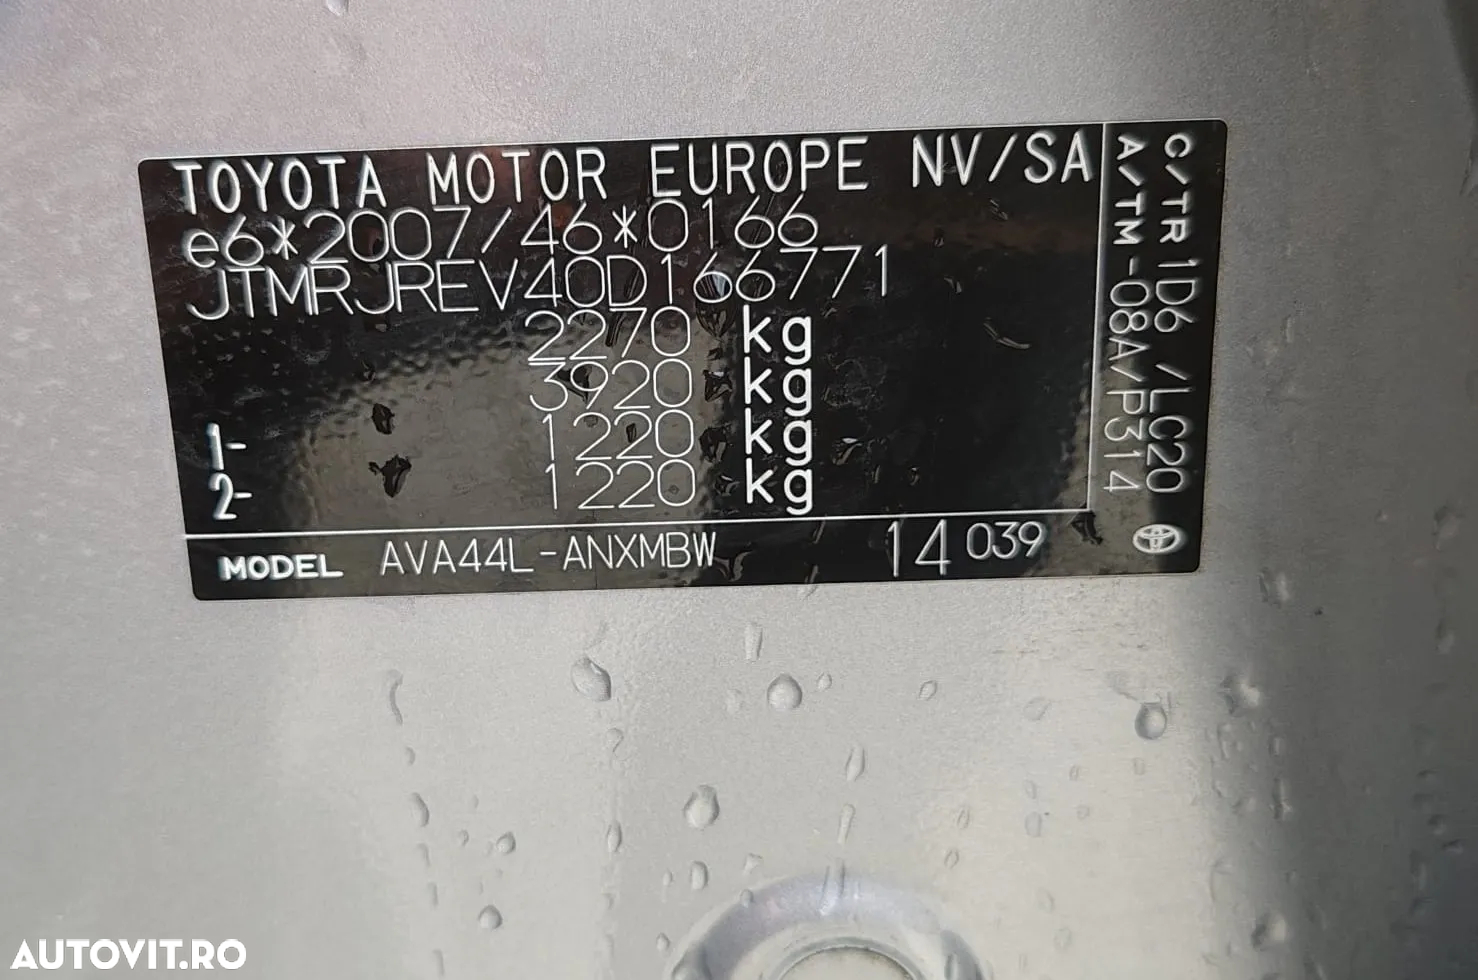 TOYOTA MOTOR EUROPE NV/SA
e6*2007/46*0166
JTMRJREV40D166771
2270 kg
3920 kg
1- 1220 kg
2- 1220 kg
MODEL AVA44L-ANXMBW 14 039
C/TR 1D6 /LC20
A/TM-08A/P314
AUTOVIT.RO